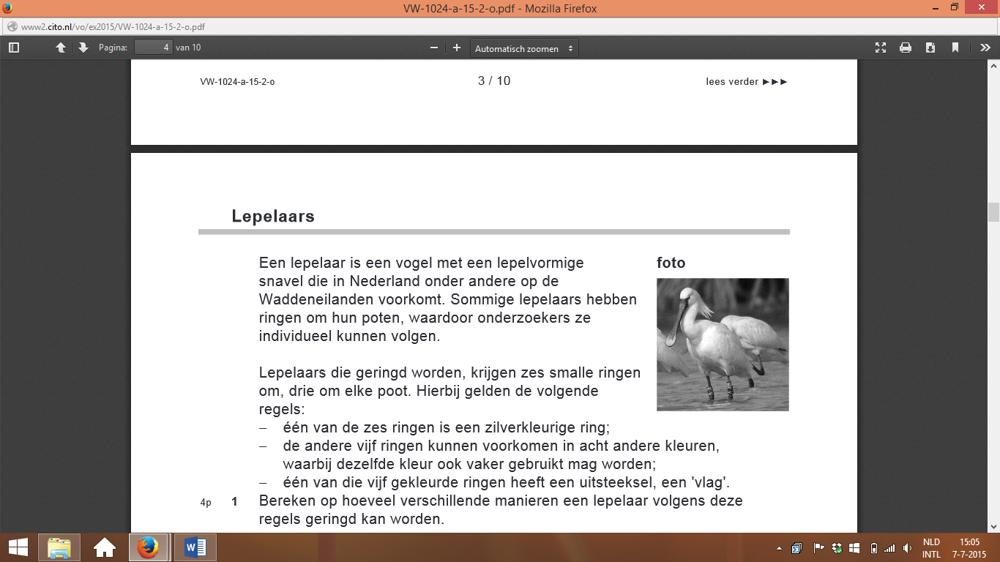 VW-1024-a-15-2-o.pdf - Mozilla Firefox
www2.cito.nl/vo/ex2015/VW-1024-a-15-2-o.pdf
Pagina: 4 van 10
Automatisch zoomen
VW-1024-a-15-2-o 3 / 10 lees verder ►►►
Lepelaars
Een lepelaar is een vogel met een lepelvormige
snavel die in Nederland onder andere op de
Waddeneilanden voorkomt. Sommige lepelaars hebben
ringen om hun poten, waardoor onderzoekers ze
individueel kunnen volgen.
foto
Lepelaars die geringd worden, krijgen zes smalle ringen
om, drie om elke poot. Hierbij gelden de volgende
regels:
– één van de zes ringen is een zilverkleurige ring;
– de andere vijf ringen kunnen voorkomen in acht andere kleuren,
waarbij dezelfde kleur ook vaker gebruikt mag worden;
– één van die vijf gekleurde ringen heeft een uitsteeksel, een 'vlag'.
4p 1 Bereken op hoeveel verschillende manieren een lepelaar volgens deze
regels geringd kan worden.
NLD 15:05
INTL 7-7-2015